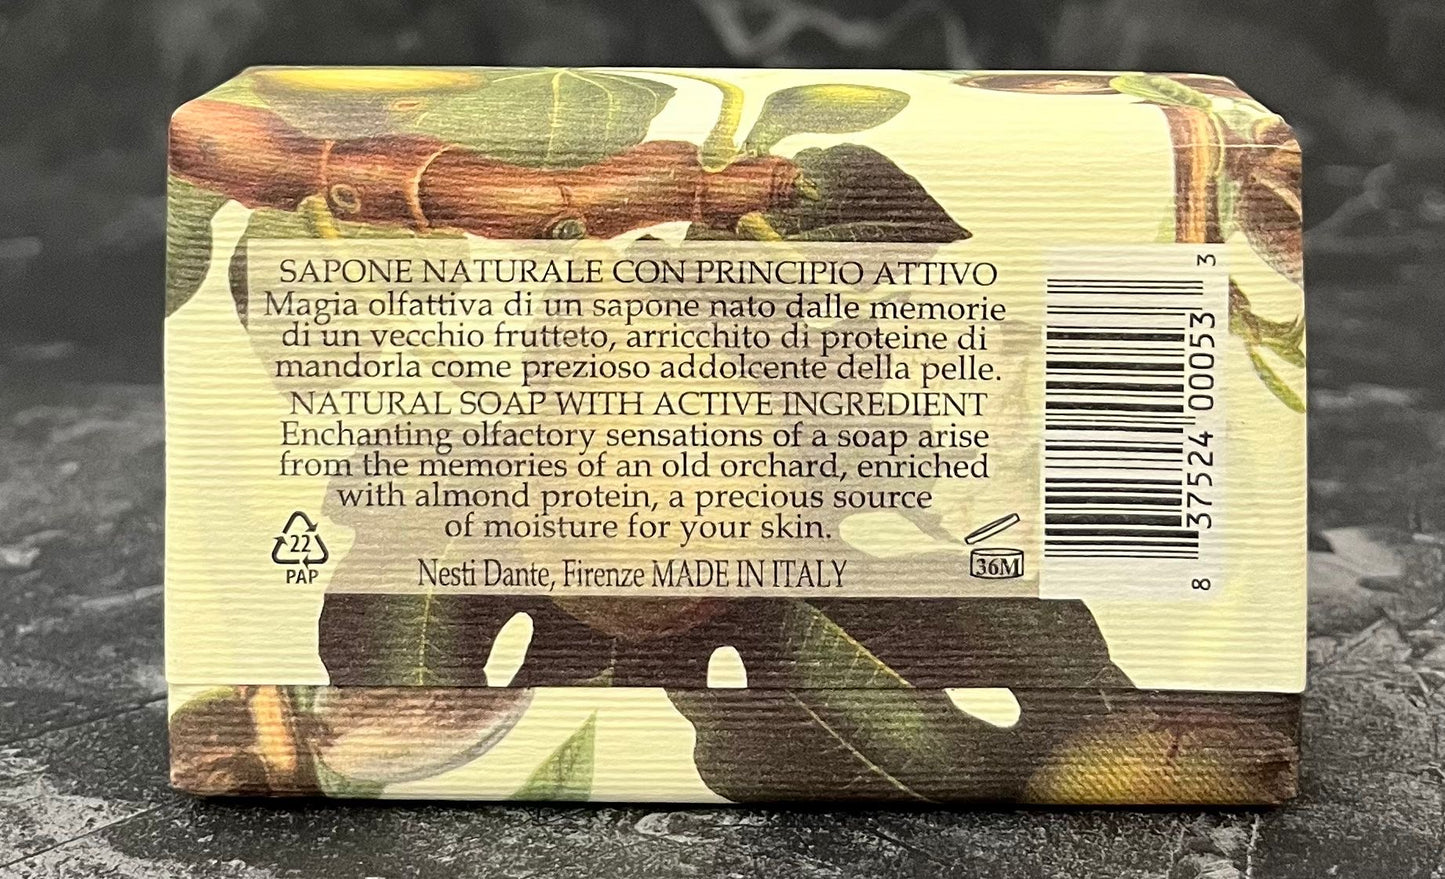 SAPONE NATURALE CON PRINCIPIO ATTIVO
Magia olfattiva di un sapone nato dalle memorie
di un vecchio frutteto, arricchito di proteine di
mandorla come prezioso addolcente della pelle.
NATURAL SOAP WITH ACTIVE INGREDIENT
Enchanting olfactory sensations of a soap arise
from the memories of an old orchard, enriched
with almond protein, a precious source
of moisture for your skin.
22
PAP
Nesti Dante, Firenze MADE IN ITALY
36M
8 37524 00053 3